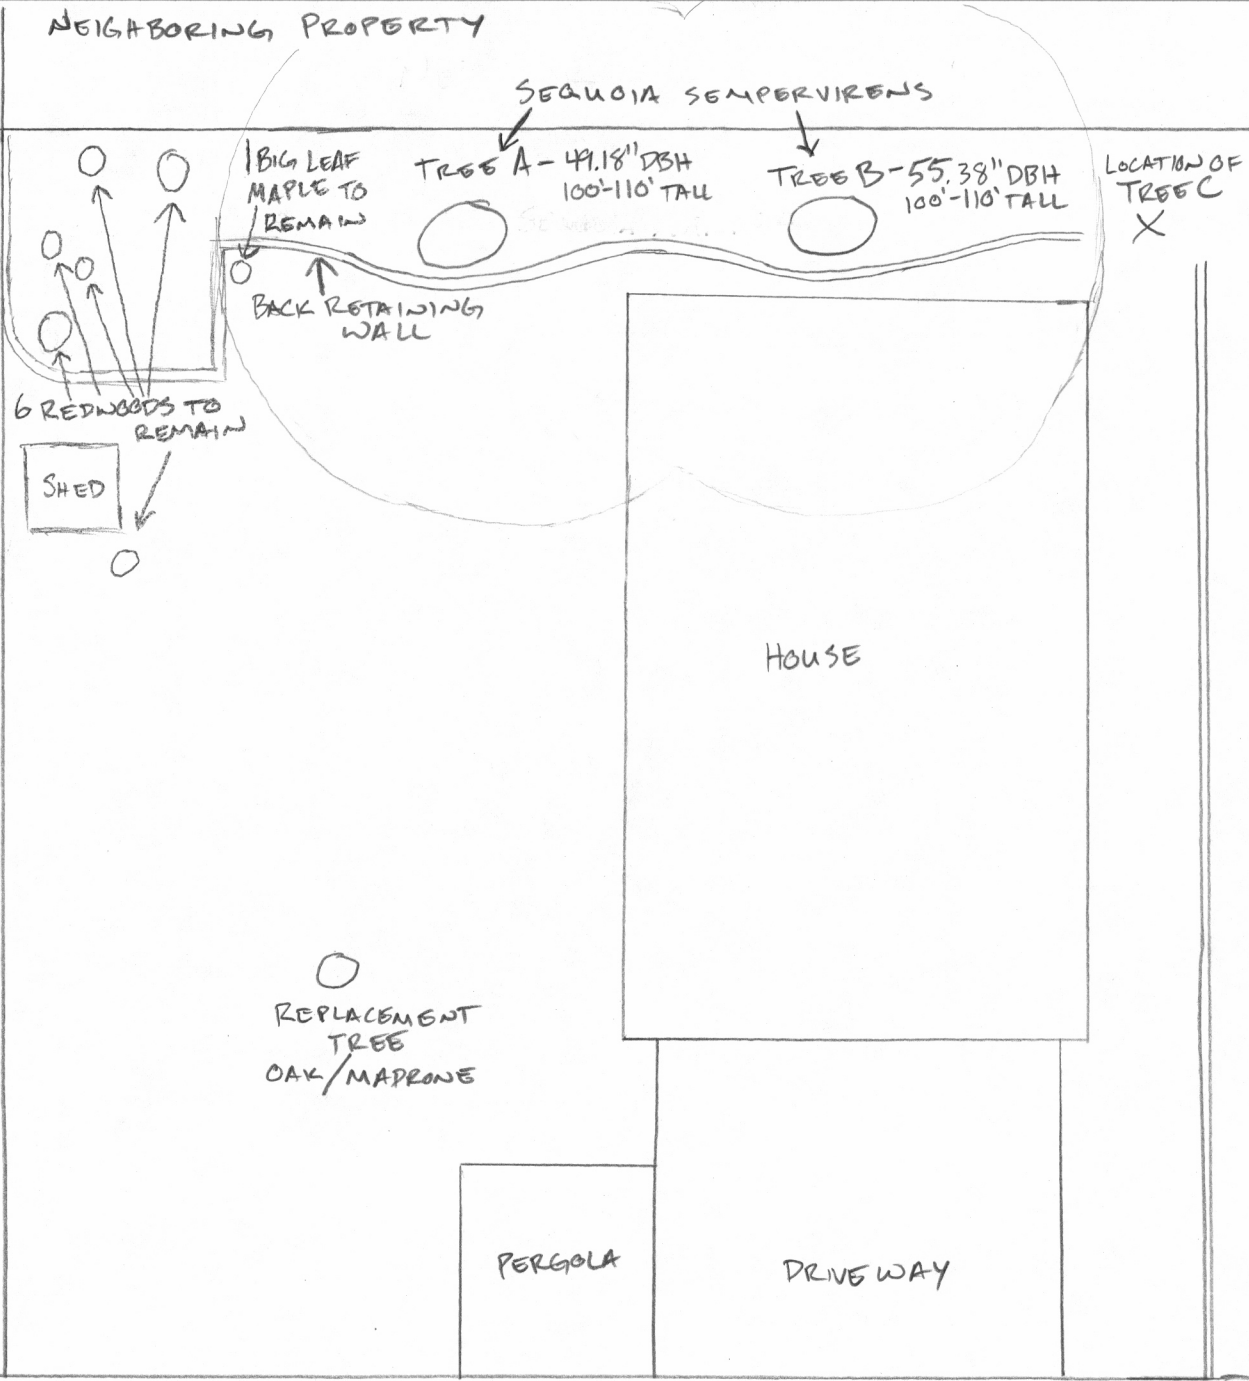 NEIGHBORING PROPERTY
SEQUOIA SEMPERVIRENS
1 BIG LEAF
MAPLE TO
REMAIN
TREE A - 49.18" DBH
100'-110' TALL
TREE B - 55.38" DBH
100'-110' TALL
LOCATION OF
TREE C
X
BACK RETAINING
WALL
6 REDWOODS TO
REMAIN
SHED
HOUSE
REPLACEMENT
TREE
OAK/MADRONE
PERGOLA
DRIVEWAY